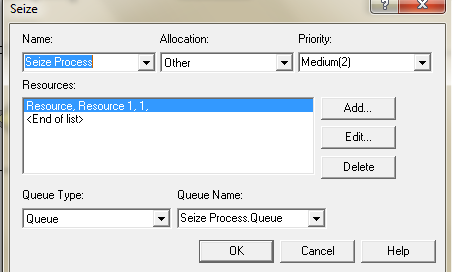 Seize
?
Name: Allocation: Priority:
Seize Process Other Medium(2)
Resources:
Resource, Resource 1, 1,
<End of list>
Add...
Edit...
Delete
Queue Type: Queue Name:
Queue Seize Process.Queue
OK Cancel Help